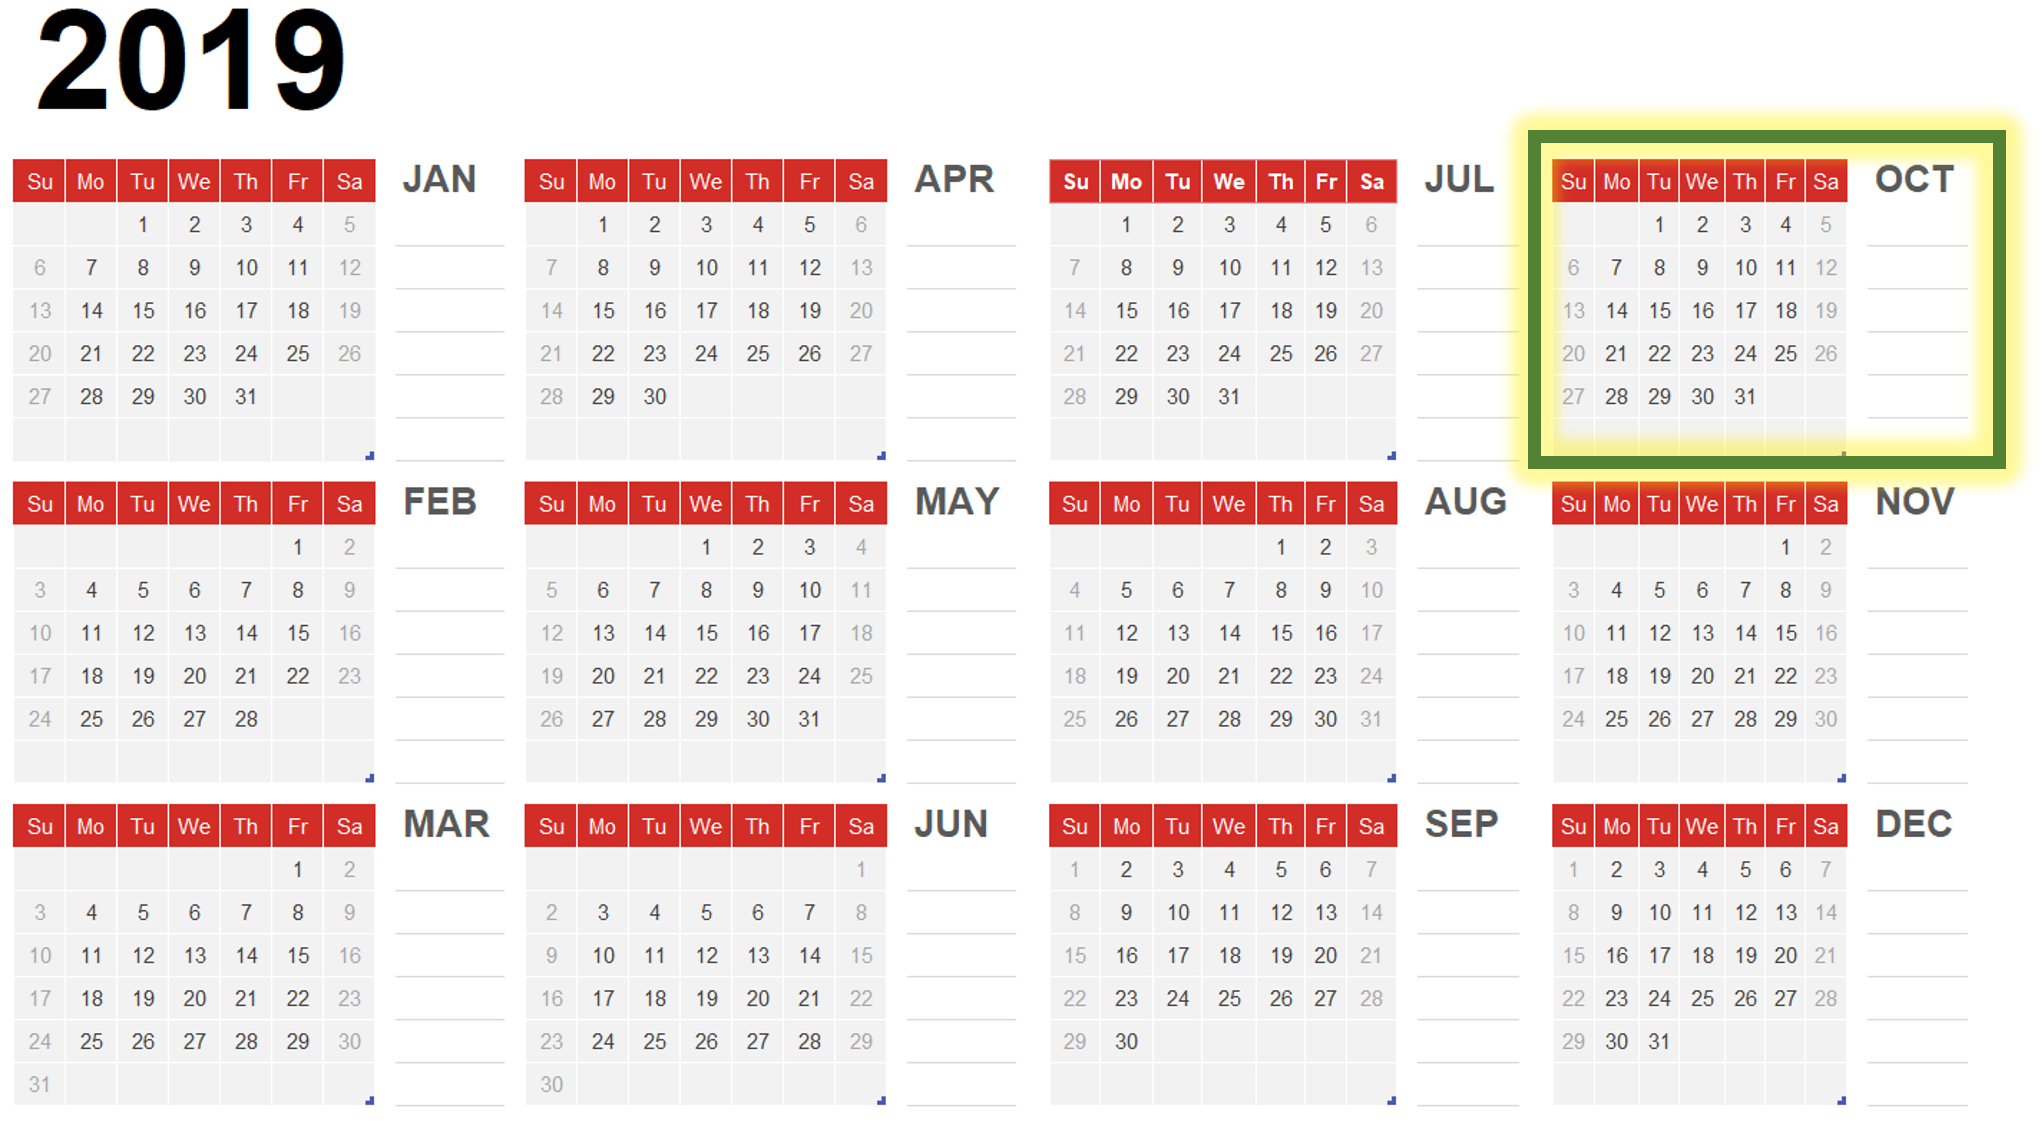 2019
Su Mo Tu We Th Fr Sa JAN
1 2 3 4 5
6 7 8 9 10 11 12
13 14 15 16 17 18 19
20 21 22 23 24 25 26
27 28 29 30 31
Su Mo Tu We Th Fr Sa APR
1 2 3 4 5 6
7 8 9 10 11 12 13
14 15 16 17 18 19 20
21 22 23 24 25 26 27
28 29 30
Su Mo Tu We Th Fr Sa JUL
1 2 3 4 5 6
7 8 9 10 11 12 13
14 15 16 17 18 19 20
21 22 23 24 25 26 27
28 29 30 31
Su Mo Tu We Th Fr Sa OCT
1 2 3 4 5
6 7 8 9 10 11 12
13 14 15 16 17 18 19
20 21 22 23 24 25 26
27 28 29 30 31
Su Mo Tu We Th Fr Sa FEB
1 2
3 4 5 6 7 8 9
10 11 12 13 14 15 16
17 18 19 20 21 22 23
24 25 26 27 28
Su Mo Tu We Th Fr Sa MAY
1 2 3 4
5 6 7 8 9 10 11
12 13 14 15 16 17 18
19 20 21 22 23 24 25
26 27 28 29 30 31
Su Mo Tu We Th Fr Sa AUG
1 2 3
4 5 6 7 8 9 10
11 12 13 14 15 16 17
18 19 20 21 22 23 24
25 26 27 28 29 30 31
Su Mo Tu We Th Fr Sa NOV
1 2
3 4 5 6 7 8 9
10 11 12 13 14 15 16
17 18 19 20 21 22 23
24 25 26 27 28 29 30
Su Mo Tu We Th Fr Sa MAR
1 2
3 4 5 6 7 8 9
10 11 12 13 14 15 16
17 18 19 20 21 22 23
24 25 26 27 28 29 30
31
Su Mo Tu We Th Fr Sa JUN
1
2 3 4 5 6 7 8
9 10 11 12 13 14 15
16 17 18 19 20 21 22
23 24 25 26 27 28 29
30
Su Mo Tu We Th Fr Sa SEP
1 2 3 4 5 6 7
8 9 10 11 12 13 14
15 16 17 18 19 20 21
22 23 24 25 26 27 28
29 30
Su Mo Tu We Th Fr Sa DEC
1 2 3 4 5 6 7
8 9 10 11 12 13 14
15 16 17 18 19 20 21
22 23 24 25 26 27 28
29 30 31